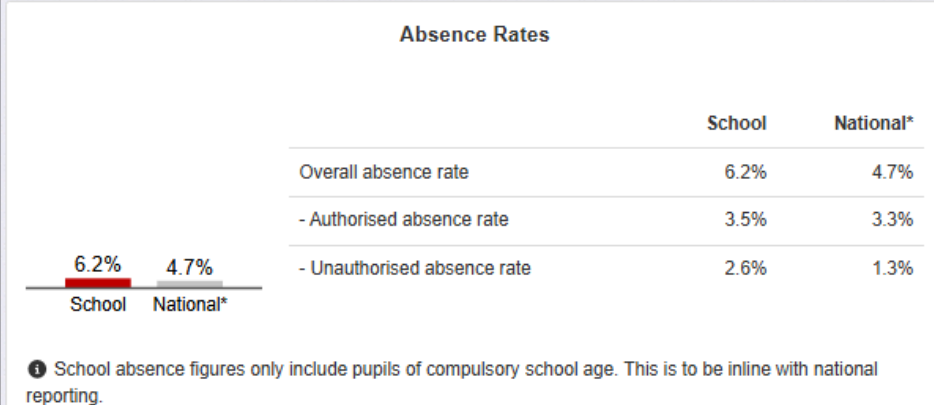 Absence Rates
School National*
Overall absence rate 6.2% 4.7%
- Authorised absence rate 3.5% 3.3%
- Unauthorised absence rate 2.6% 1.3%
6.2% 4.7%
School National*
School absence figures only include pupils of compulsory school age. This is to be inline with national
reporting.